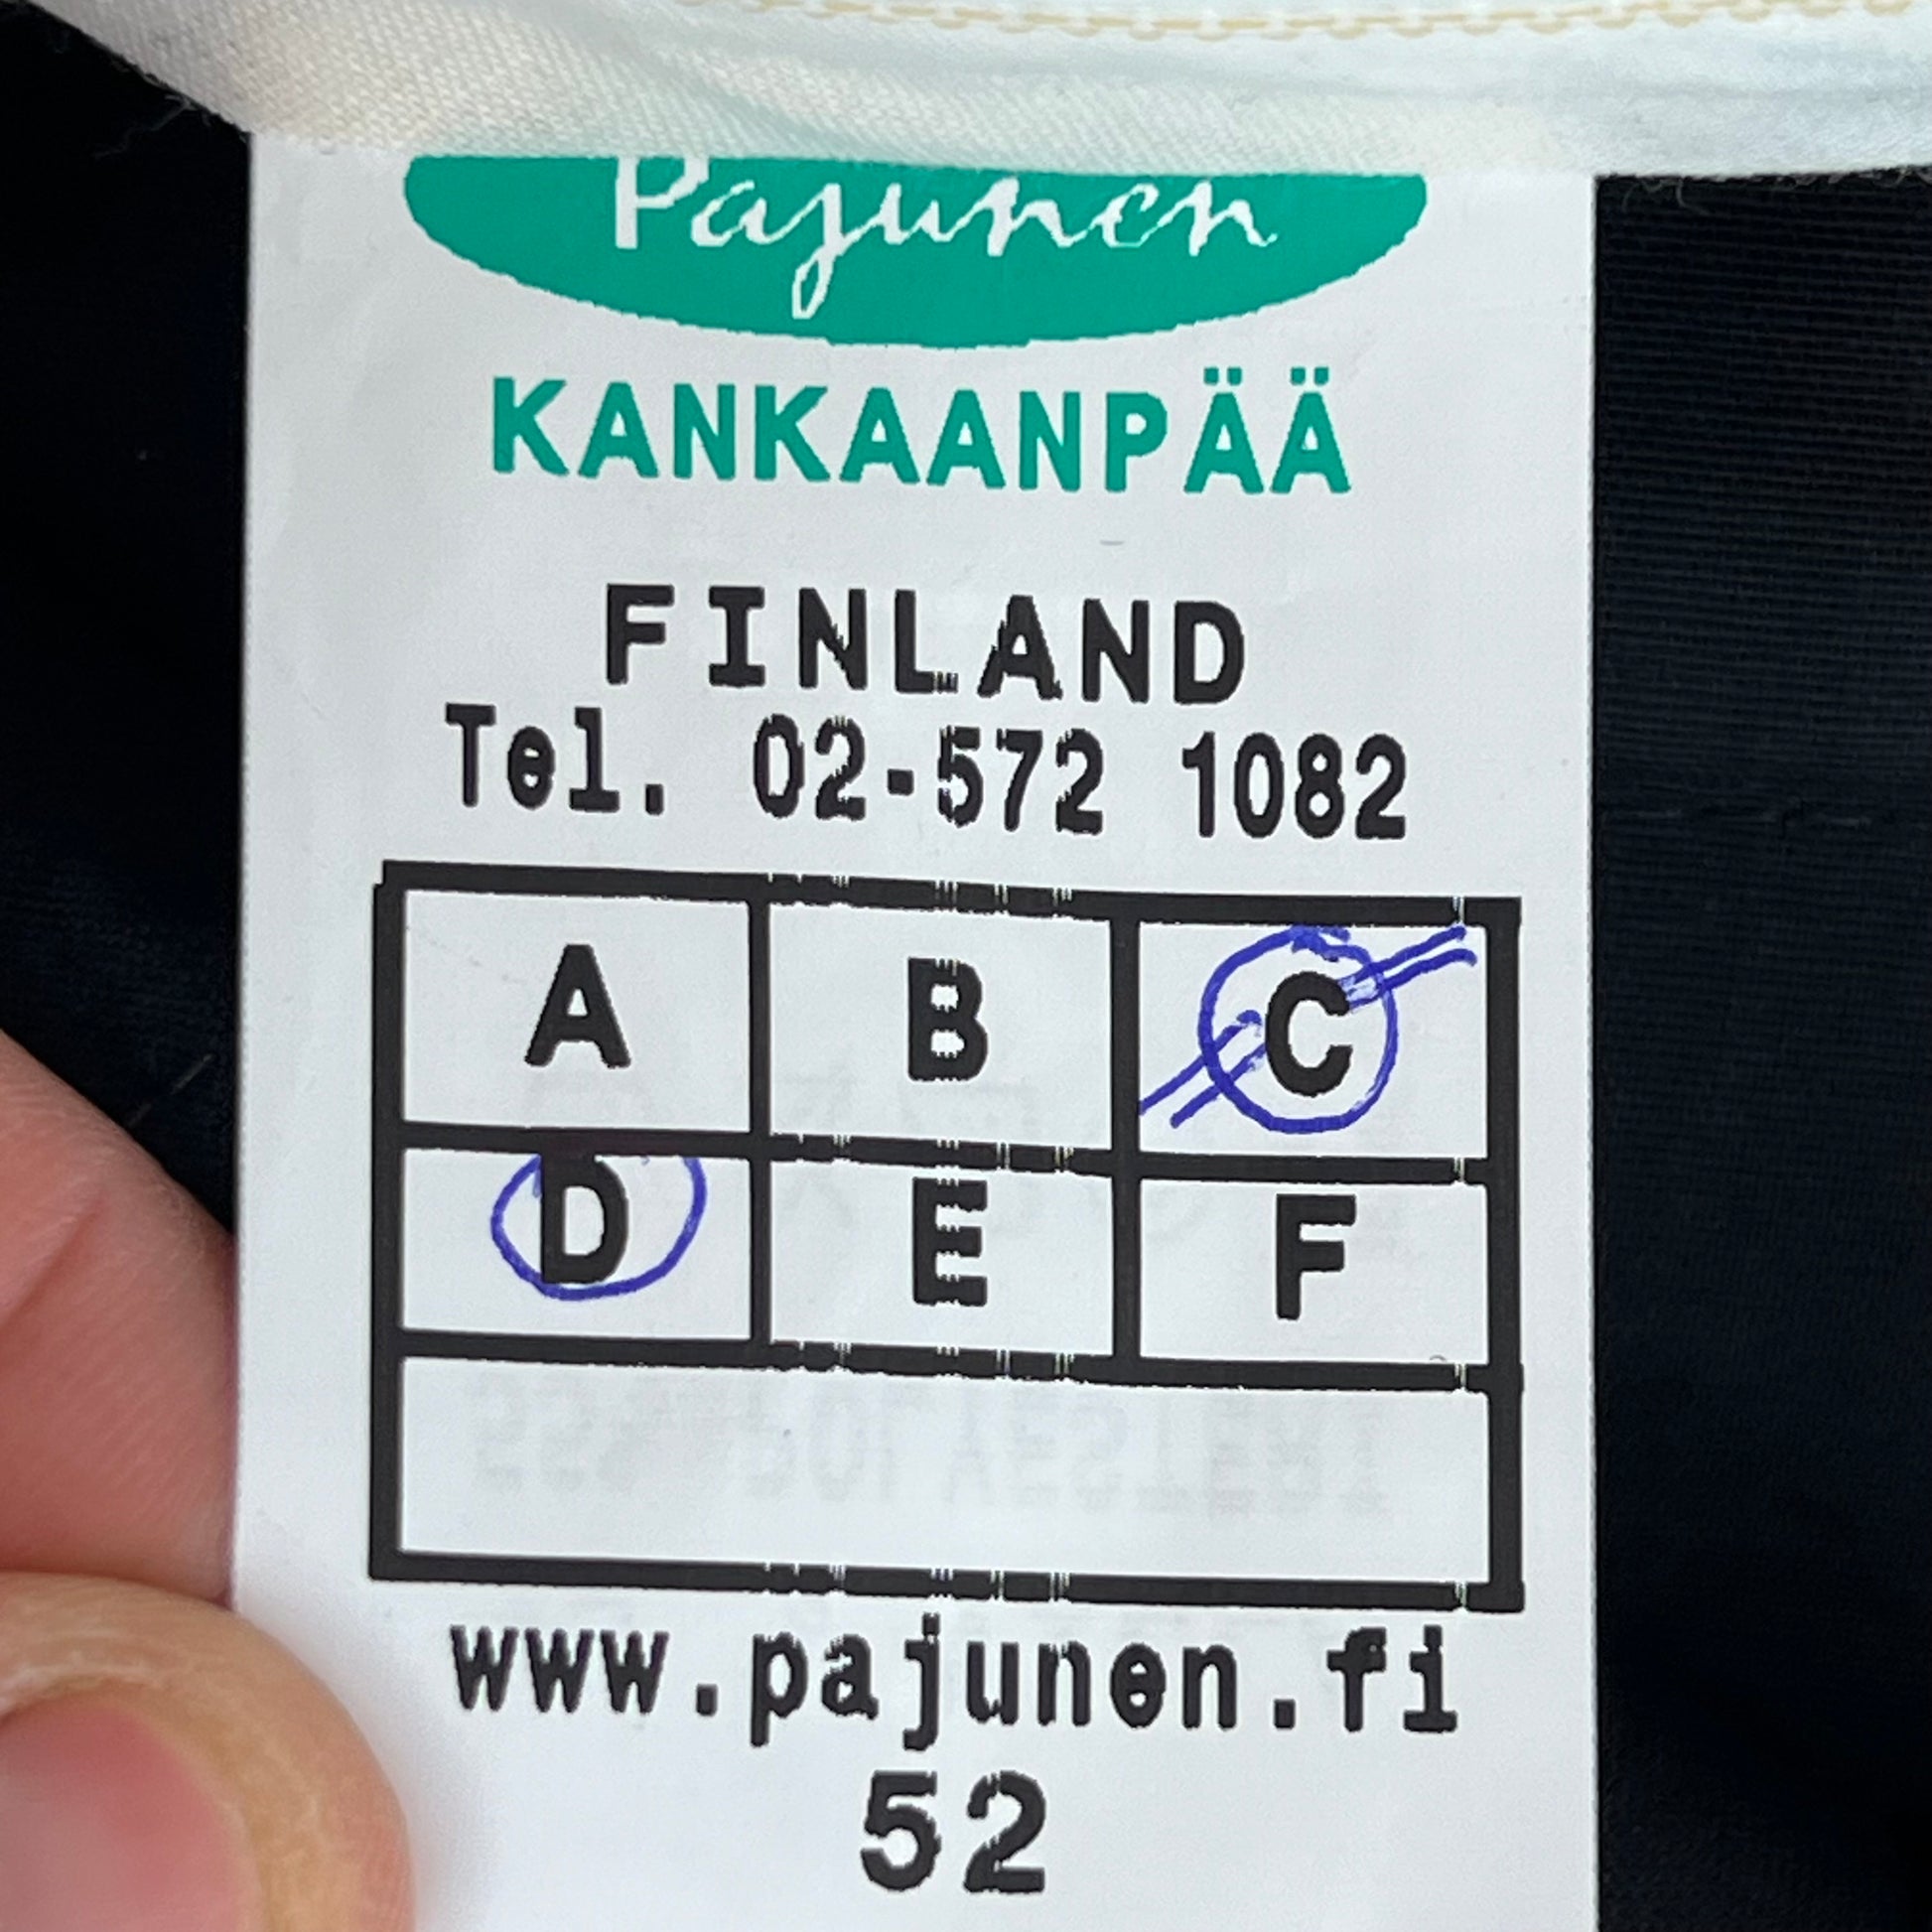 Pajunen
KANKAANPÄÄ
FINLAND
Tel. 02-572 1082
A B C
D E F
www.pajunen.fi
52